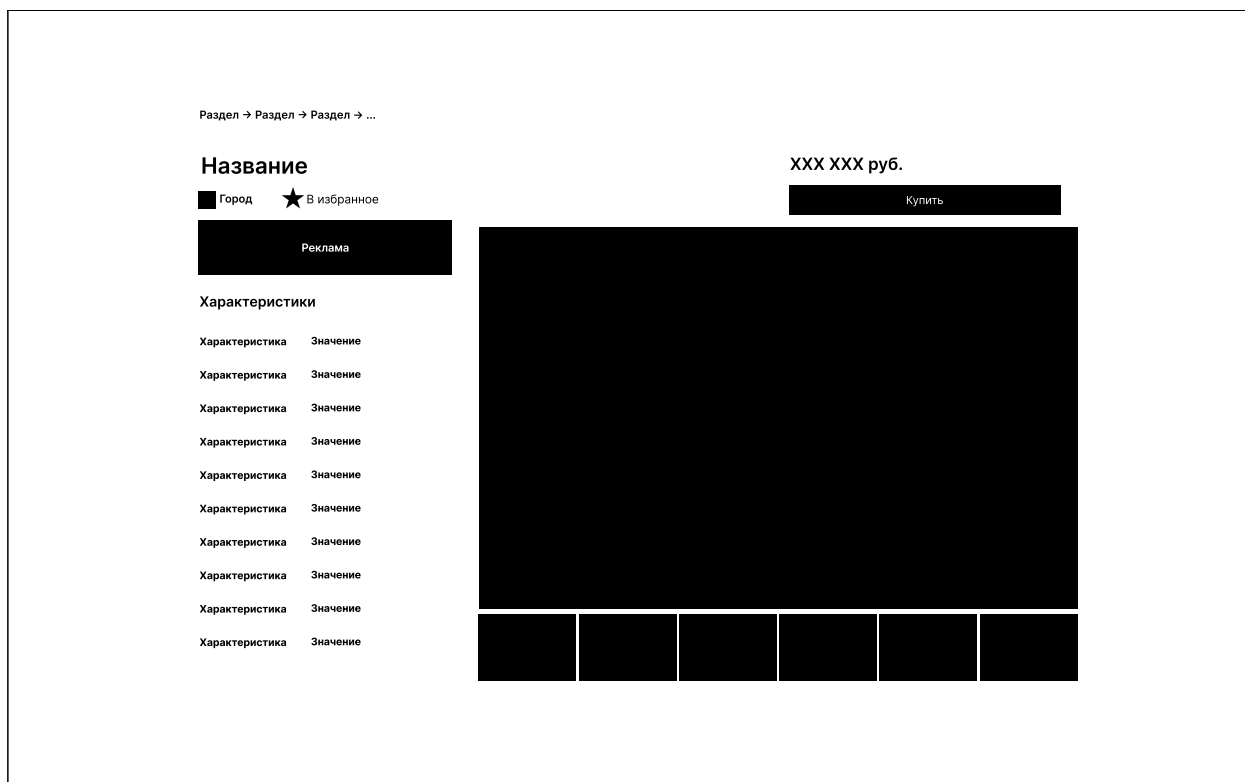 Раздел → Раздел → Раздел → ...
Название
XXX XXX руб.
Город
В избранное
Купить
Реклама
Характеристики
Характеристика Значение
Характеристика Значение
Характеристика Значение
Характеристика Значение
Характеристика Значение
Характеристика Значение
Характеристика Значение
Характеристика Значение
Характеристика Значение
Характеристика Значение